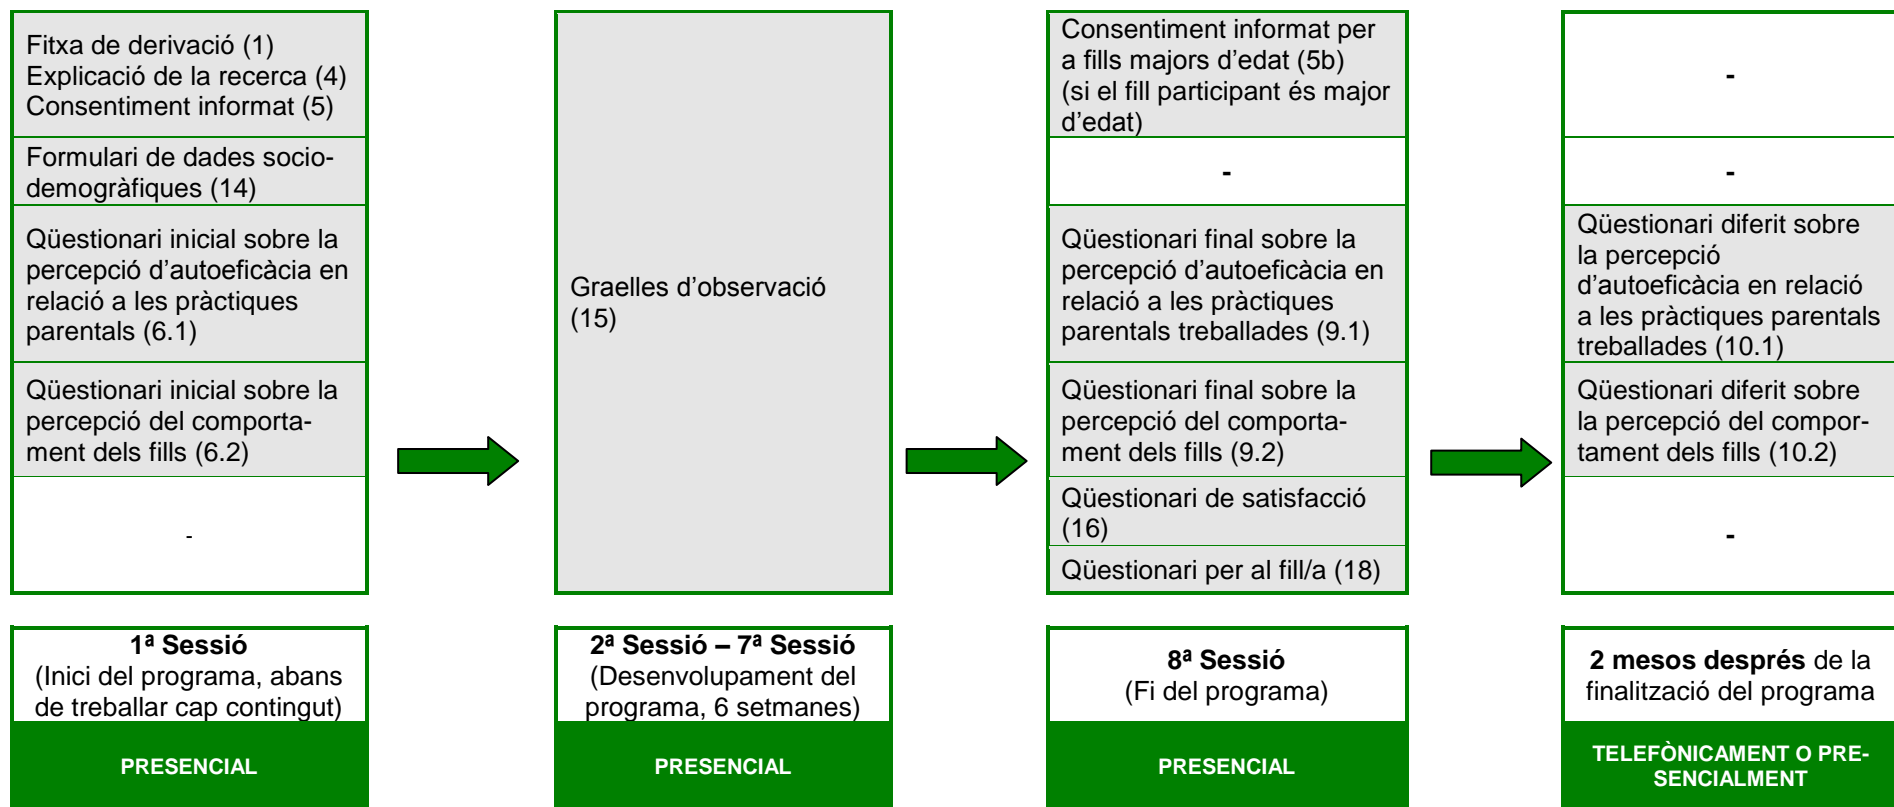 Fitxa de derivació (1)
Explicació de la recerca (4)
Consentiment informat (5)
Formulari de dades socio-
demogràfiques (14)
Qüestionari inicial sobre la
percepció d’autoeficàcia en
relació a les pràctiques
parentals (6.1)
Qüestionari inicial sobre la
percepció del comporta-
ment dels fills (6.2)
-
1ª Sessió
(Inici del programa, abans
de treballar cap contingut)
PRESENCIAL
Graelles d’observació
(15)
2ª Sessió – 7ª Sessió
(Desenvolupament del
programa, 6 setmanes)
PRESENCIAL
Consentiment informat per
a fills majors d’edat (5b)
(si el fill participant és major
d’edat)
-
Qüestionari final sobre la
percepció d’autoeficàcia en
relació a les pràctiques
parentals treballades (9.1)
Qüestionari final sobre la
percepció del comporta-
ment dels fills (9.2)
Qüestionari de satisfacció
(16)
Qüestionari per al fill/a (18)
8ª Sessió
(Fi del programa)
PRESENCIAL
-
-
Qüestionari diferit sobre
la percepció
d’autoeficàcia en relació
a les pràctiques parentals
treballades (10.1)
Qüestionari diferit sobre
la percepció del compor-
tament dels fills (10.2)
-
2 mesos després de la
finalització del programa
TELEFÒNICAMENT O PRE-
SENCIALMENT